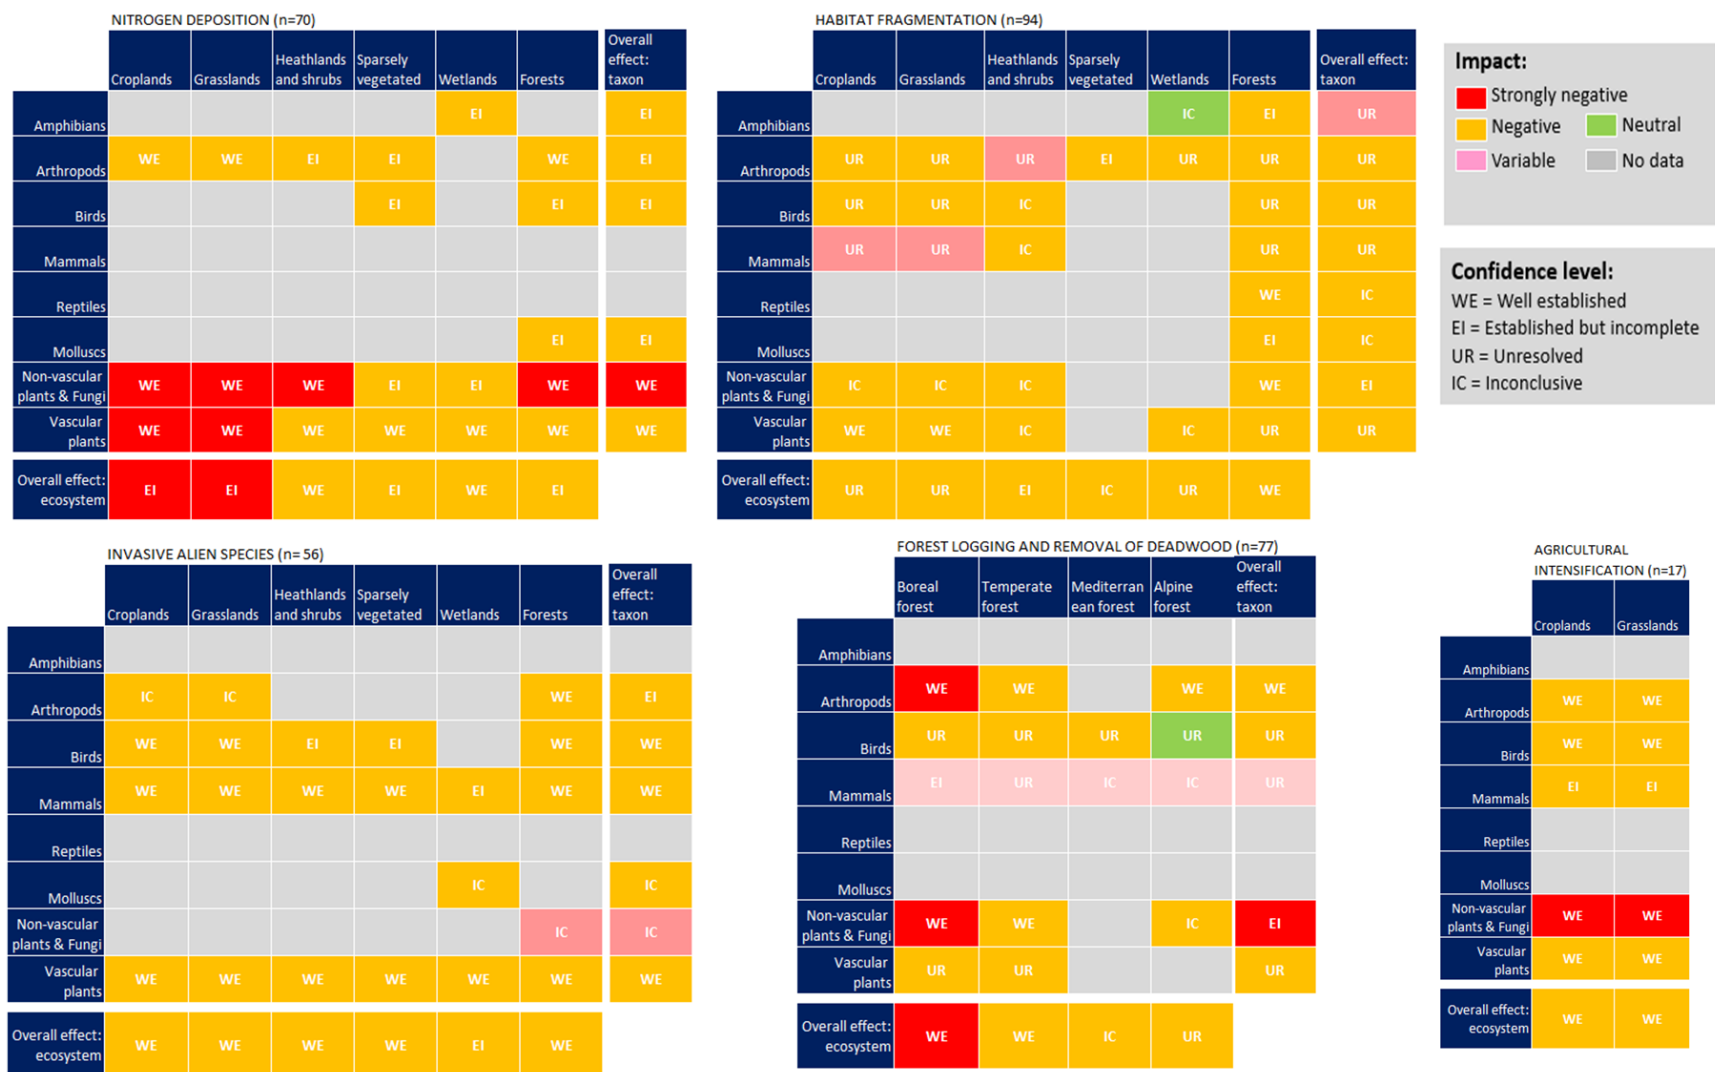 NITROGEN DEPOSITION (n=70)
Croplands Grasslands Heathlands and shrubs Sparsely vegetated Wetlands Forests Overall effect: taxon
Amphibians EI EI
Arthropods WE WE EI EI WE EI
Birds EI EI EI
Mammals
Reptiles
Molluscs EI EI
Non-vascular plants & Fungi WE WE WE EI EI WE WE
Vascular plants WE WE WE WE WE WE WE
Overall effect: ecosystem EI EI WE EI WE EI
HABITAT FRAGMENTATION (n=94)
Croplands Grasslands Heathlands and shrubs Sparsely vegetated Wetlands Forests Overall effect: taxon
Amphibians IC EI UR
Arthropods UR UR UR EI UR UR UR
Birds UR UR IC UR UR
Mammals UR UR IC UR UR
Reptiles WE IC
Molluscs EI IC
Non-vascular plants & Fungi IC IC IC WE EI
Vascular plants WE WE IC IC UR UR
Overall effect: ecosystem UR UR EI IC UR WE
Impact:
Strongly negative
Negative Neutral
Variable No data
Confidence level:
WE = Well established
EI = Established but incomplete
UR = Unresolved
IC = Inconclusive
INVASIVE ALIEN SPECIES (n= 56)
Croplands Grasslands Heathlands and shrubs Sparsely vegetated Wetlands Forests Overall effect: taxon
Amphibians
Arthropods IC IC WE EI
Birds WE WE EI EI WE WE
Mammals WE WE WE WE EI WE WE
Reptiles
Molluscs IC IC
Non-vascular plants & Fungi IC IC
Vascular plants WE WE WE WE WE WE WE
Overall effect: ecosystem WE WE WE WE EI WE
FOREST LOGGING AND REMOVAL OF DEADWOOD (n=77)
Boreal forest Temperate forest Mediterran ean forest Alpine forest Overall effect: taxon
Amphibians
Arthropods WE WE WE WE
Birds UR UR UR UR UR
Mammals EI UR IC IC UR
Reptiles
Molluscs
Non-vascular plants & Fungi WE WE IC EI
Vascular plants UR UR UR
Overall effect: ecosystem WE WE IC UR
AGRICULTURAL
INTENSIFICATION (n=17)
Croplands Grasslands
Amphibians
Arthropods WE WE
Birds WE WE
Mammals EI EI
Reptiles
Molluscs
Non-vascular plants & Fungi WE WE
Vascular plants WE WE
Overall effect: ecosystem WE WE